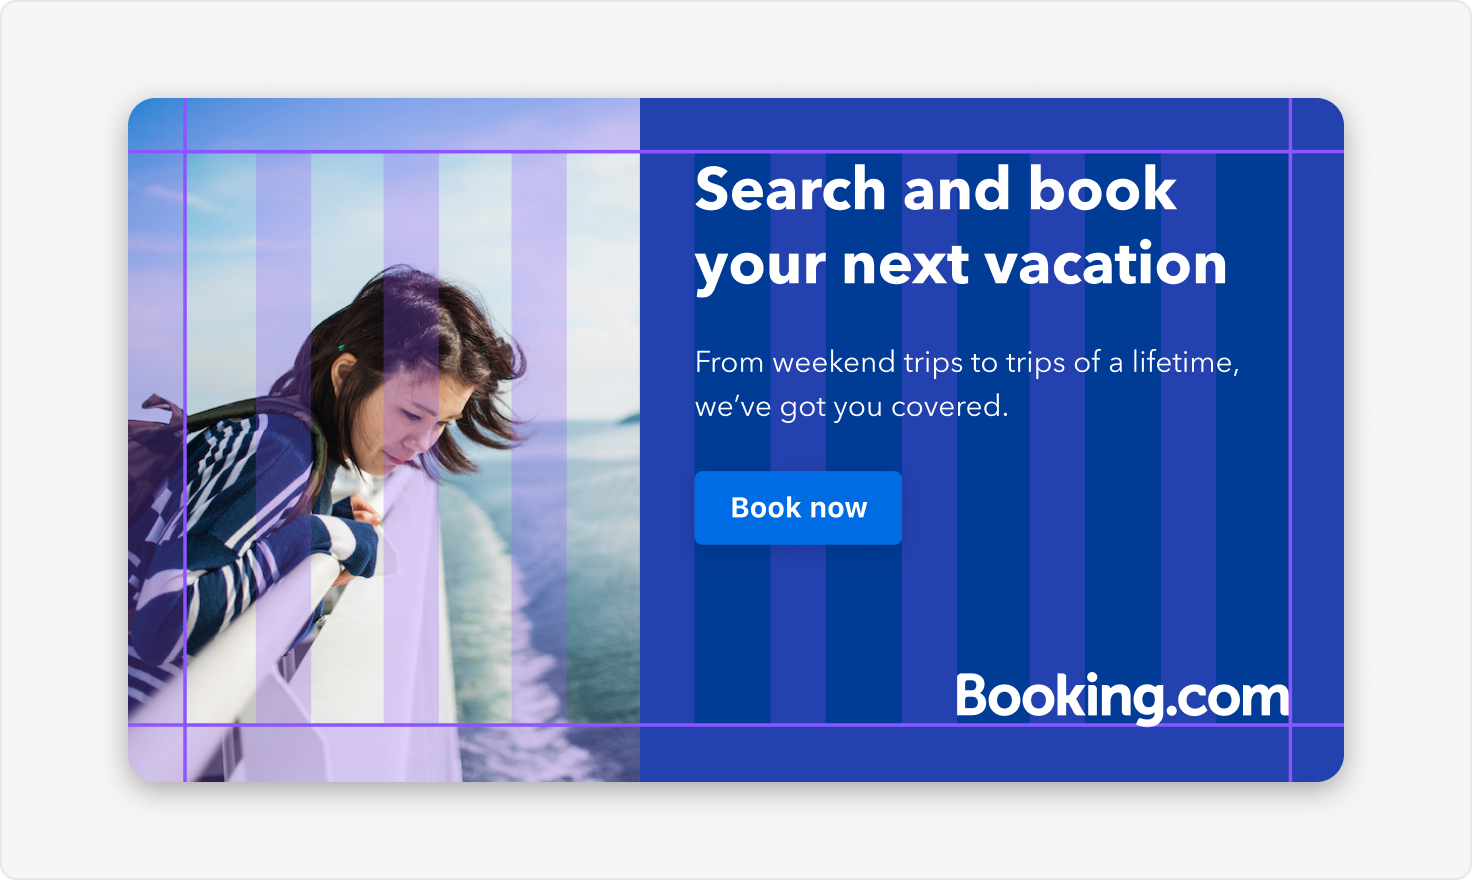 Search and book
your next vacation
From weekend trips to trips of a lifetime,
we’ve got you covered.
Book now
Booking.com